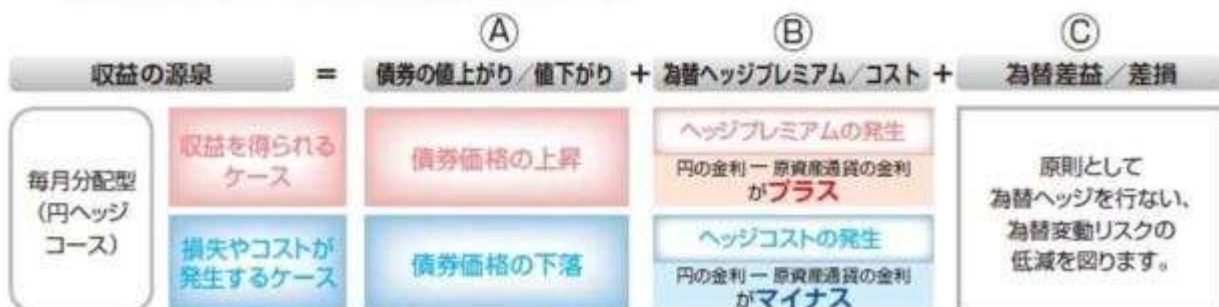 Ⓐ
Ⓑ
Ⓒ
収益の源泉 = 債券の値上がり/値下がり + 為替ヘッジプレミアム/コスト + 為替差益/差損
毎月分配型
(円ヘッジ
コース)
収益を得られる
ケース
債券価格の上昇
ヘッジプレミアムの発生
円の金利 ー 原資産通貨の金利
がプラス
損失やコストが
発生するケース
債券価格の下落
ヘッジコストの発生
円の金利 ー 原資産通貨の金利
がマイナス
原則として
為替ヘッジを行ない、
為替変動リスクの
低減を図ります。